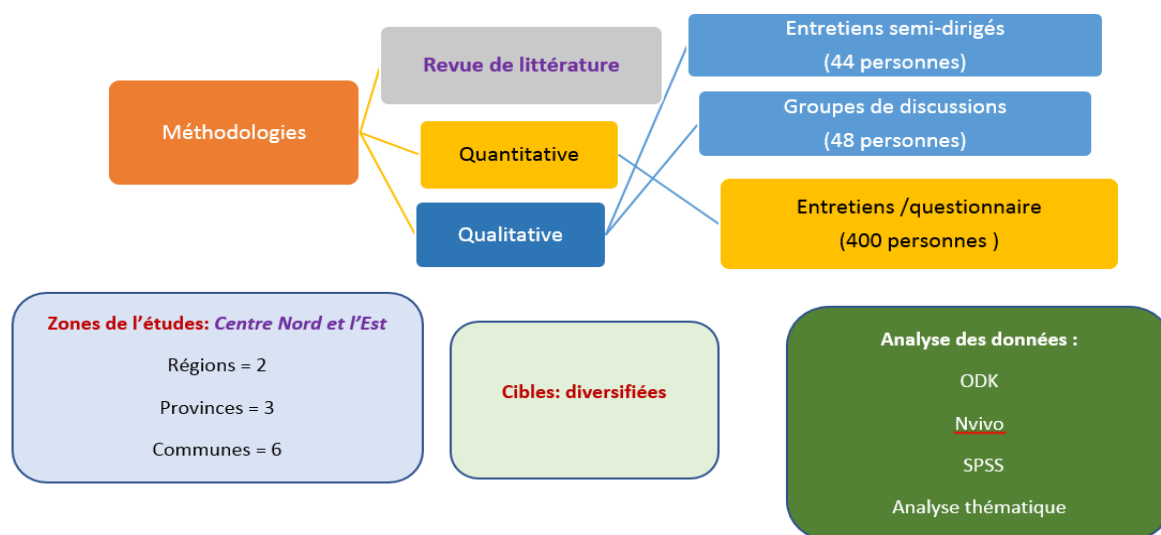 Méthodologies
Revue de littérature
Quantitative
Qualitative
Entretiens semi-dirigés
(44 personnes)
Groupes de discussions
(48 personnes)
Entretiens /questionnaire
(400 personnes )
Zones de l’études: Centre Nord et l’Est
Régions = 2
Provinces = 3
Communes = 6
Cibles: diversifiées
Analyse des données :
ODK
Nvivo
SPSS
Analyse thématique